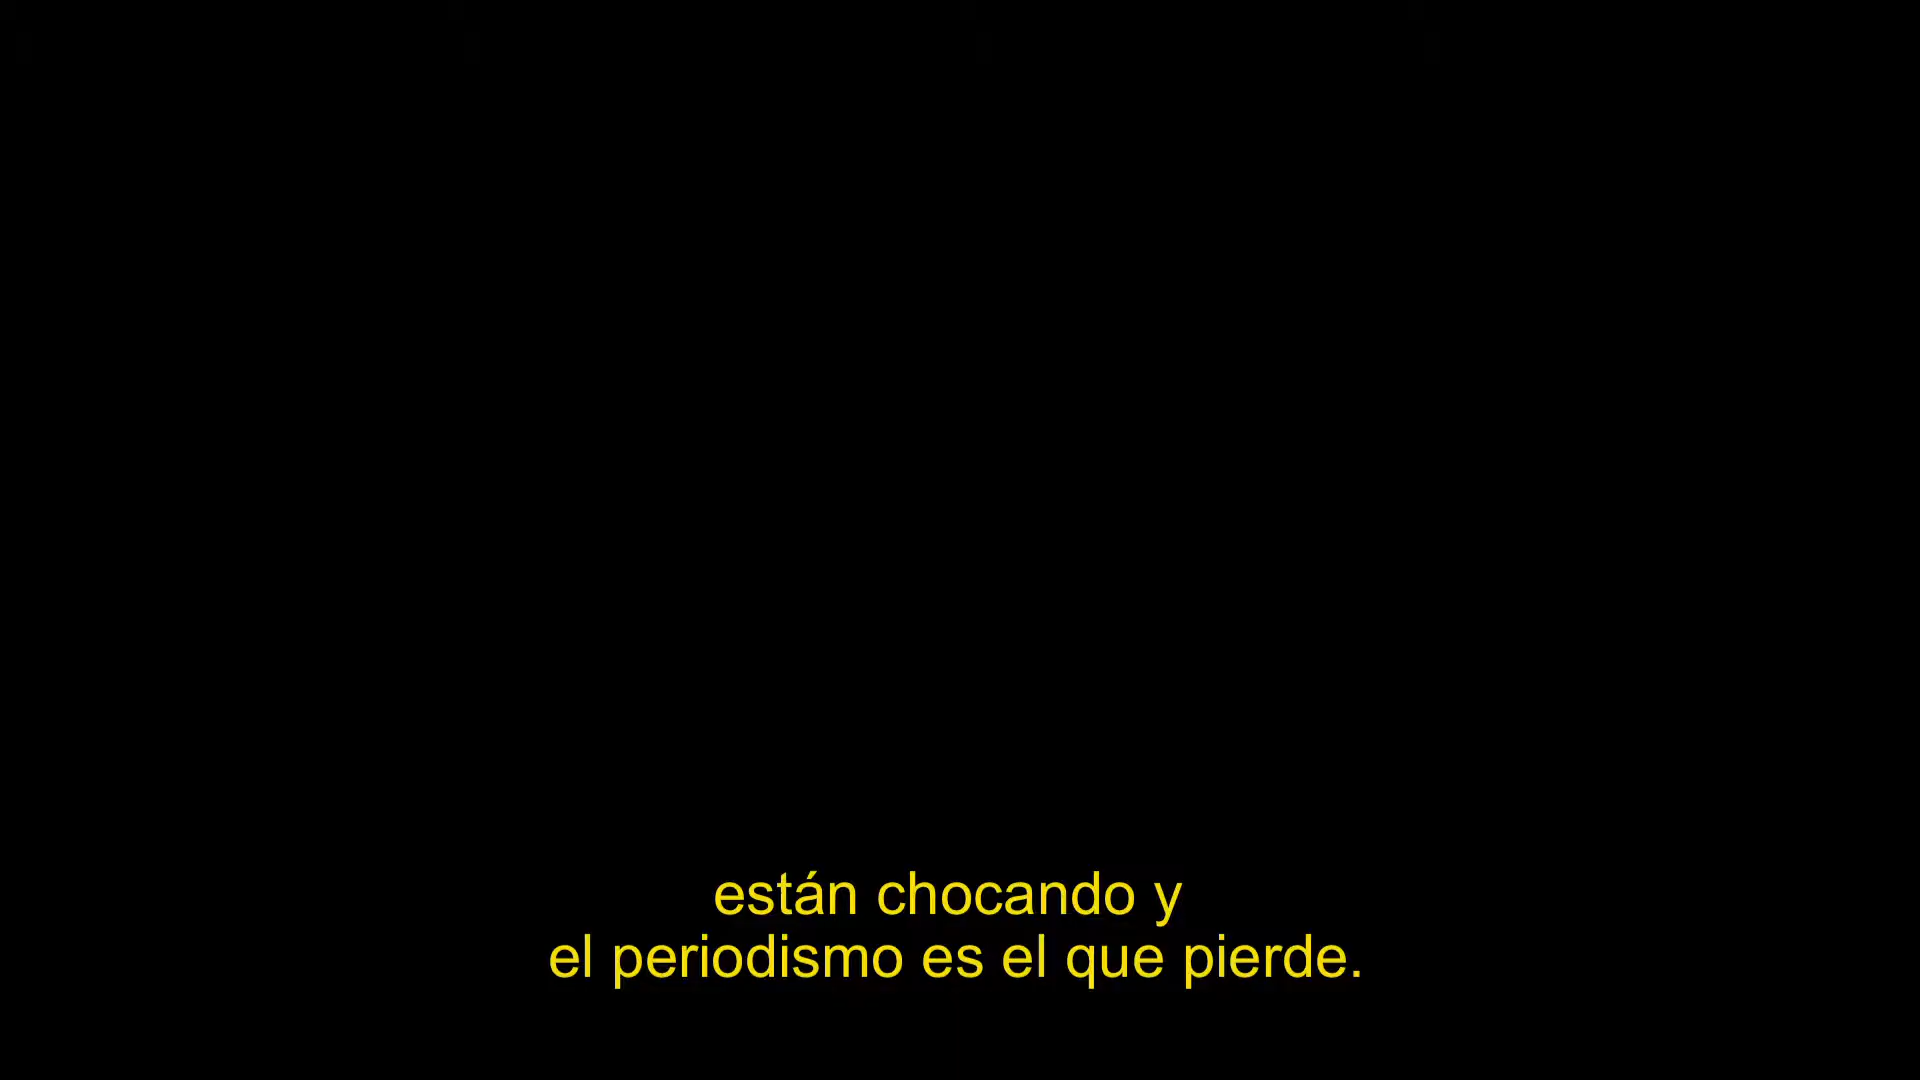 están chocando y
el periodismo es el que pierde.